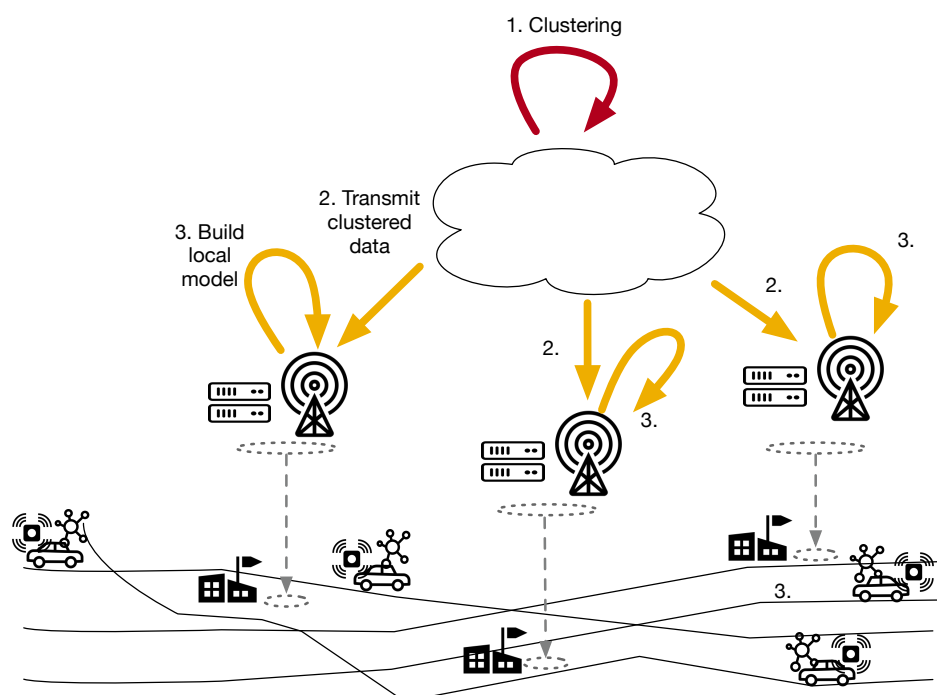 1. Clustering
2. Transmit
clustered
data
3. Build
local
model
3.
2.
2.
3.
3.